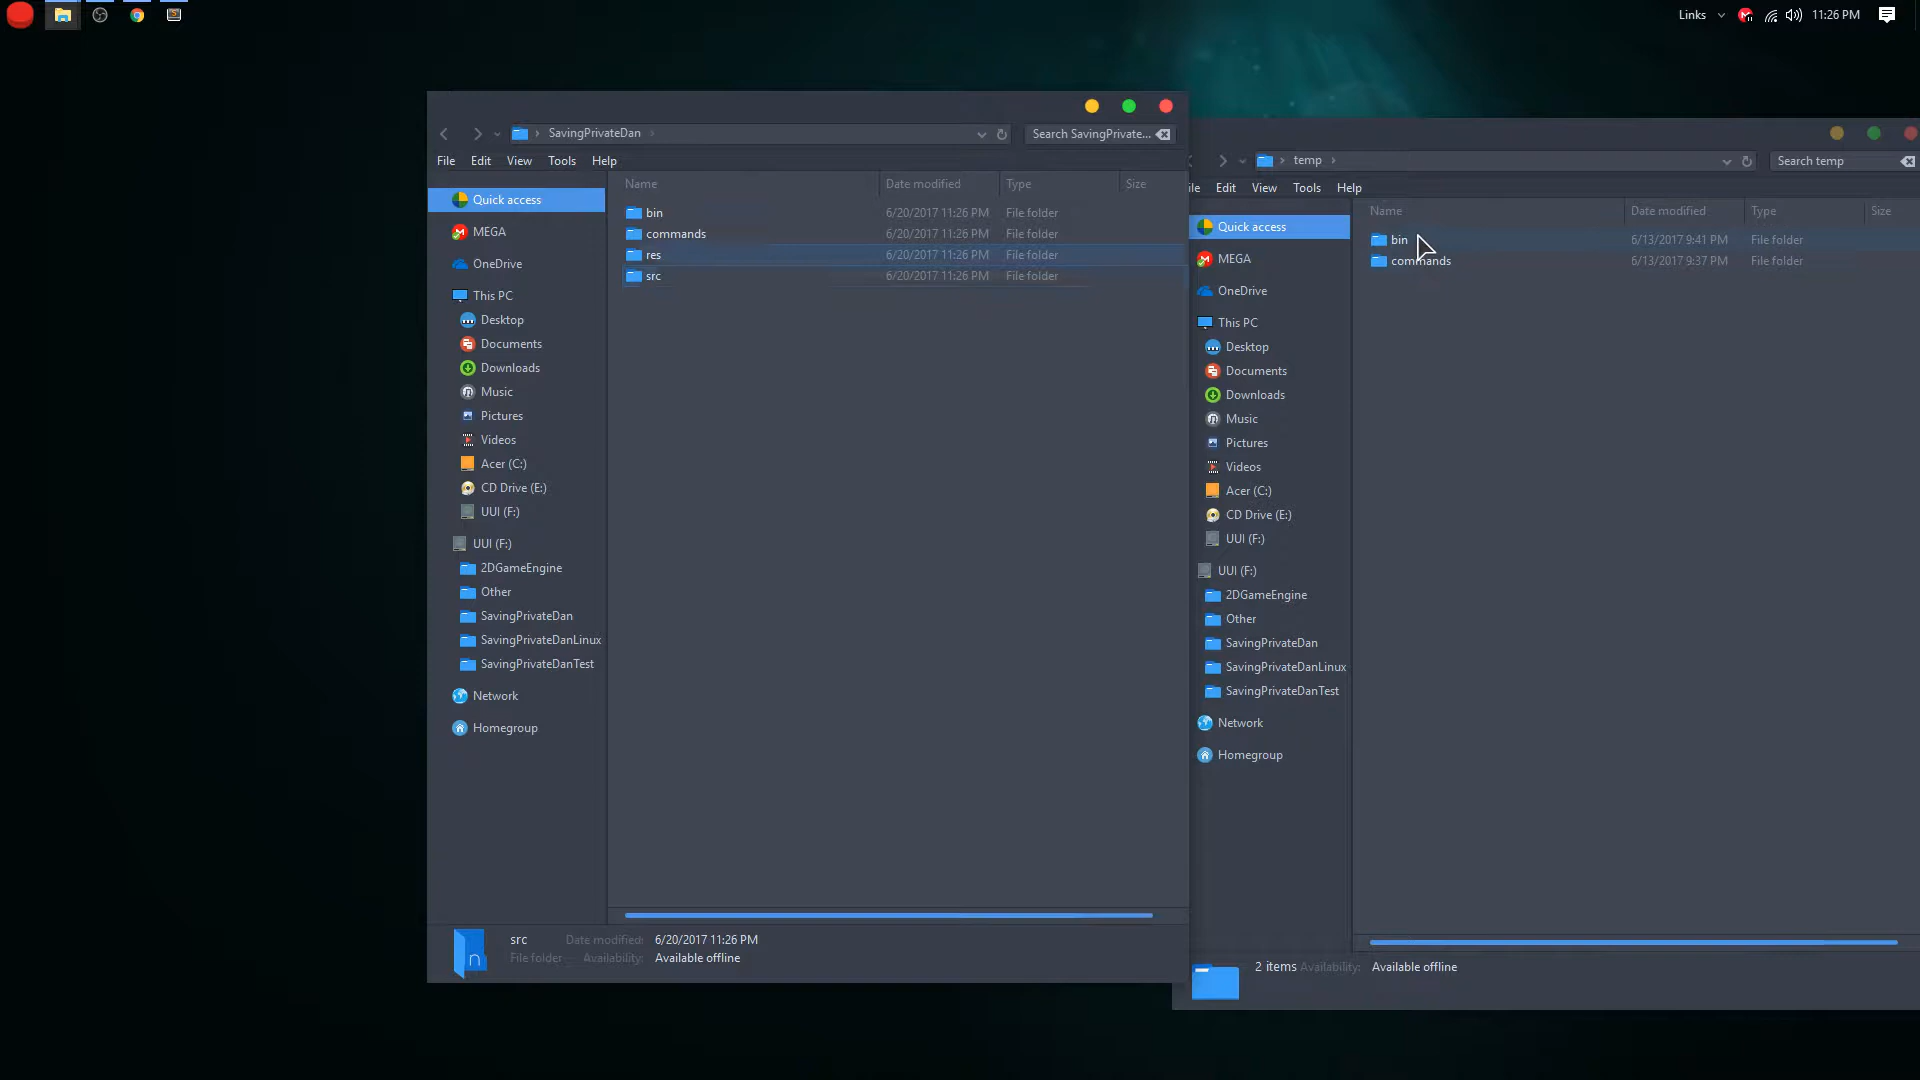 Links
11:26 PM
SavingPrivateDan
Search SavingPrivate...
File Edit View Tools Help
Name Date modified Type Size
Quick access
MEGA
OneDrive
This PC
Desktop
Documents
Downloads
Music
Pictures
Videos
Acer (C:)
CD Drive (E:)
UUI (F:)
UUI (F:)
2DGameEngine
Other
SavingPrivateDan
SavingPrivateDanLinux
SavingPrivateDanTest
Network
Homegroup
bin 6/20/2017 11:26 PM File folder
commands 6/20/2017 11:26 PM File folder
res 6/20/2017 11:26 PM File folder
src 6/20/2017 11:26 PM File folder
src Date modified: 6/20/2017 11:26 PM
File folder Availability: Available offline
temp
Search temp
Edit View Tools Help
Name Date modified Type Size
Quick access
MEGA
OneDrive
This PC
Desktop
Documents
Downloads
Music
Pictures
Videos
Acer (C:)
CD Drive (E:)
UUI (F:)
UUI (F:)
2DGameEngine
Other
SavingPrivateDan
SavingPrivateDanLinux
SavingPrivateDanTest
Network
Homegroup
bin 6/13/2017 9:41 PM File folder
commands 6/13/2017 9:37 PM File folder
2 items Availability: Available offline